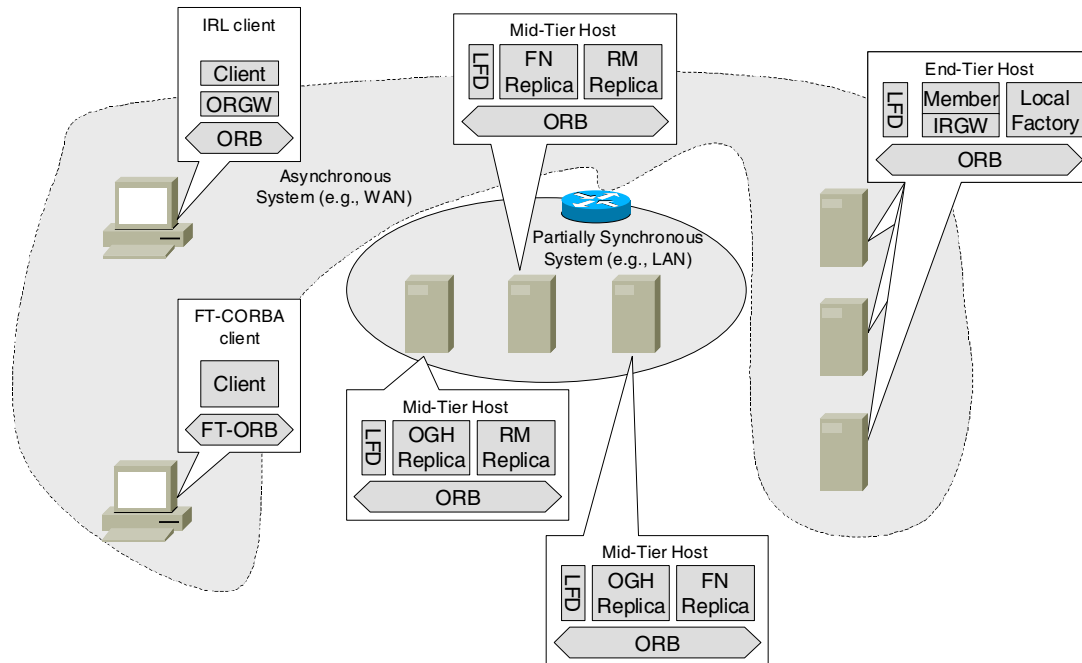 IRL client
Client
ORGW
ORB
Mid-Tier Host
LFD
FN
Replica
RM
Replica
ORB
End-Tier Host
LFD
Member
IRGW
Local
Factory
ORB
Asynchronous
System (e.g., WAN)
Partially Synchronous
System (e.g., LAN)
FT-CORBA
client
Client
FT-ORB
Mid-Tier Host
LFD
OGH
Replica
RM
Replica
ORB
Mid-Tier Host
LFD
OGH
Replica
FN
Replica
ORB